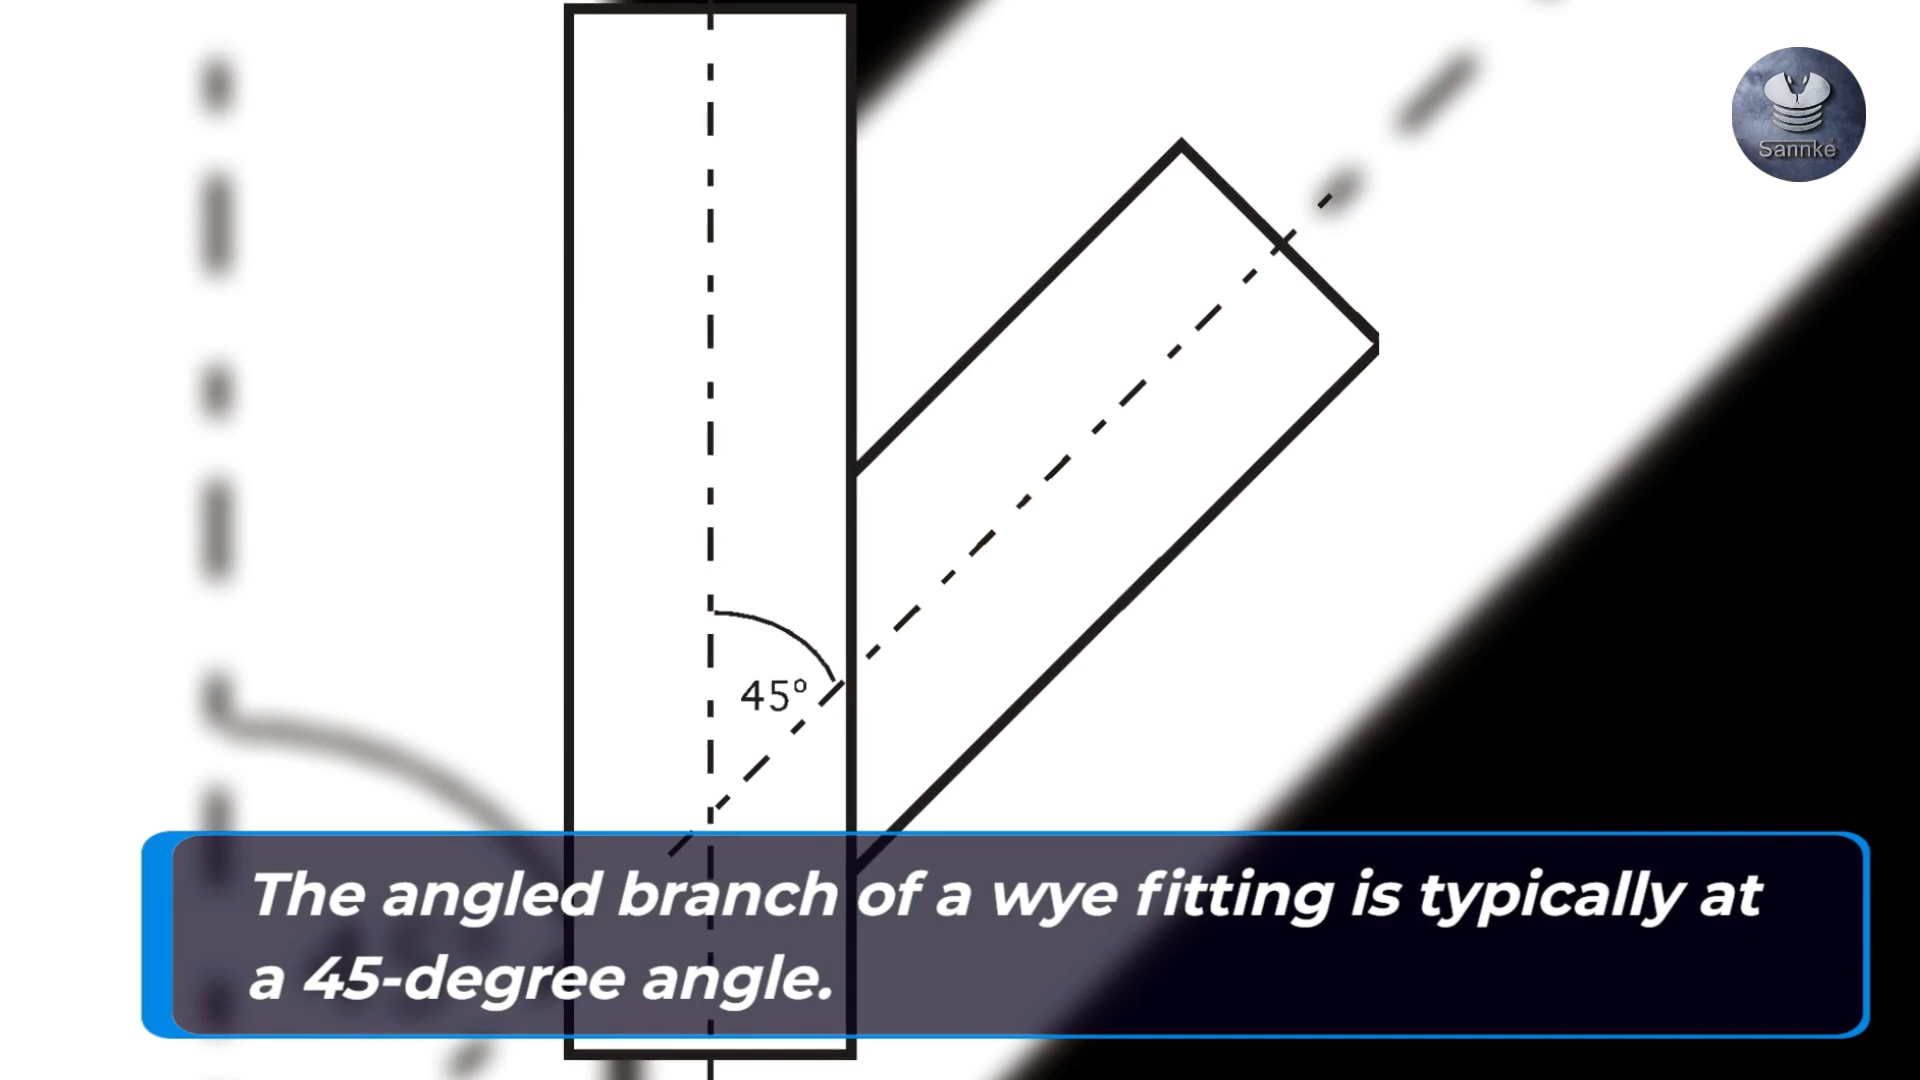 Sannke
45°
The angled branch of a wye fitting is typically at
a 45-degree angle.